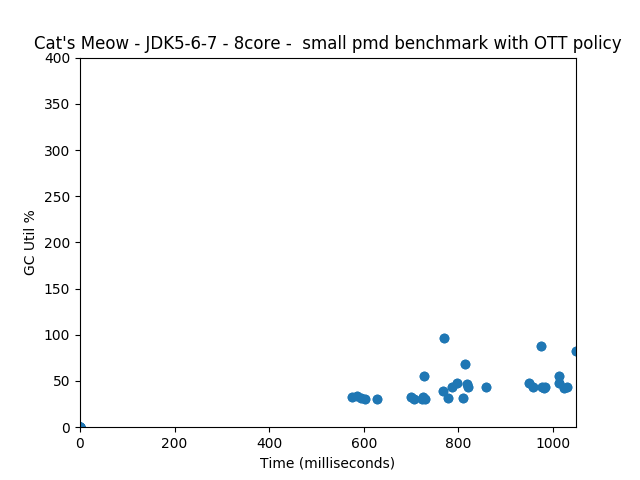 Cat's Meow - JDK5-6-7 - 8core -  small pmd benchmark with OTT policy
400
350
300
250
200
150
100
50
0
GC Util %
0 200 400 600 800 1000
Time (milliseconds)